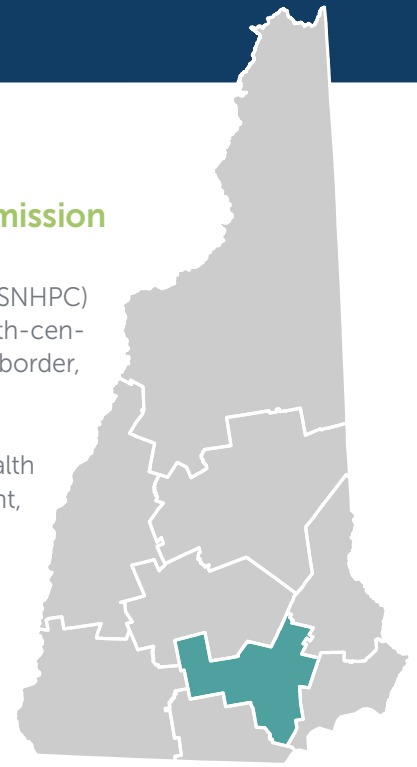 mission
SNHPC)
th-cen-
border,
alth
nt,